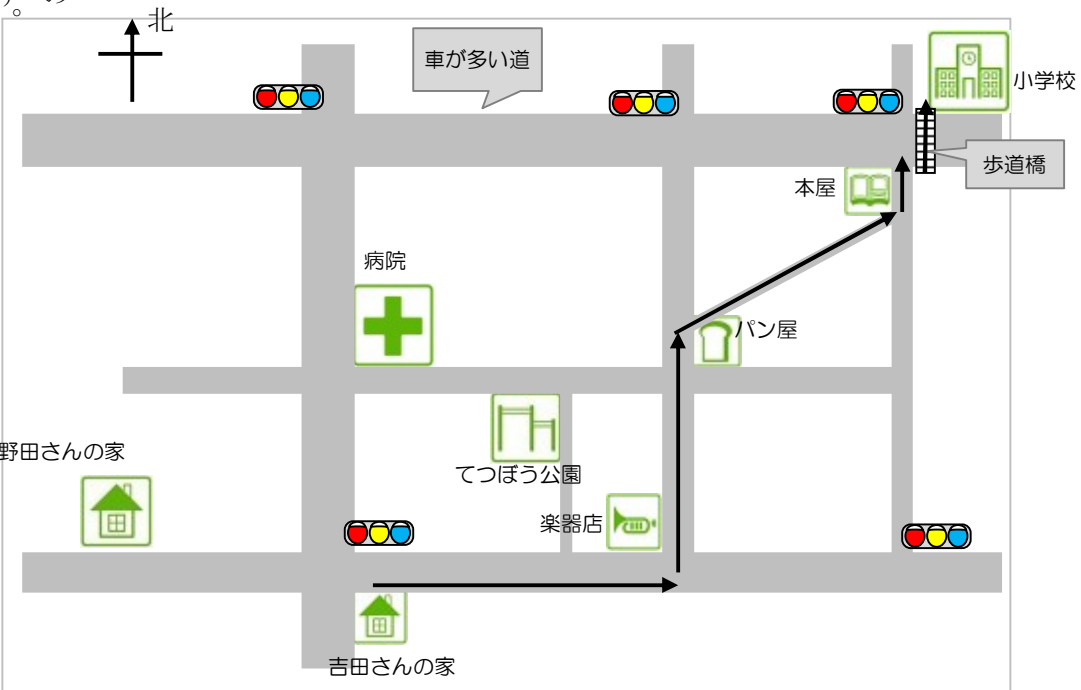 北
車が多い道
小学校
歩道橋
本屋
病院
パン屋
野田さんの家
てつぼう公園
楽器店
吉田さんの家